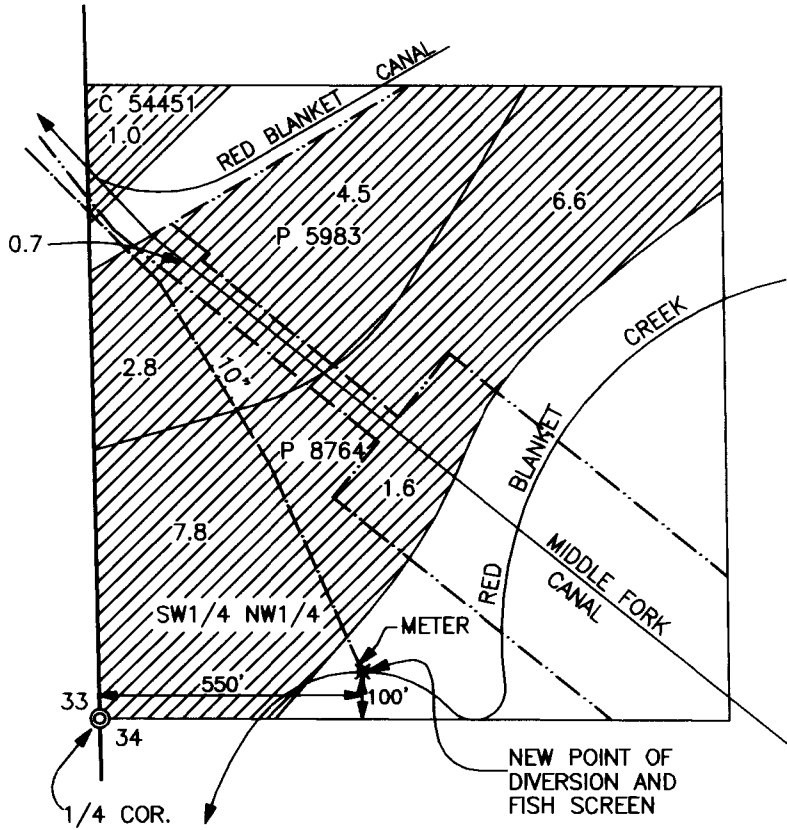 CANAL
C 54451
1.0
RED BLANKET
4.5
P 5983
6.6
0.7
CREEK
2.8
10"
BLANKET
P 8764
1.6
7.8
MIDDLE FORK
CANAL
RED
SW1/4 NW1/4
METER
550'
100'
33
34
NEW POINT OF
DIVERSION AND
FISH SCREEN
1/4 COR.